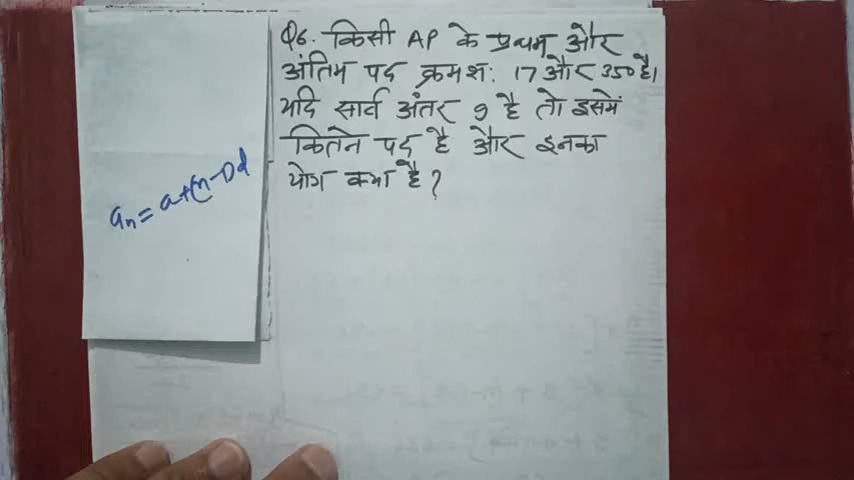 Q6. किसी AP के प्रथम और
अंतिम पद क्रमश: 17 और 350 है।
यदि सार्व अंतर 9 है तो इसमें
कितने पद है और इनका
योग क्या है?
aₙ = a+(n-1)d